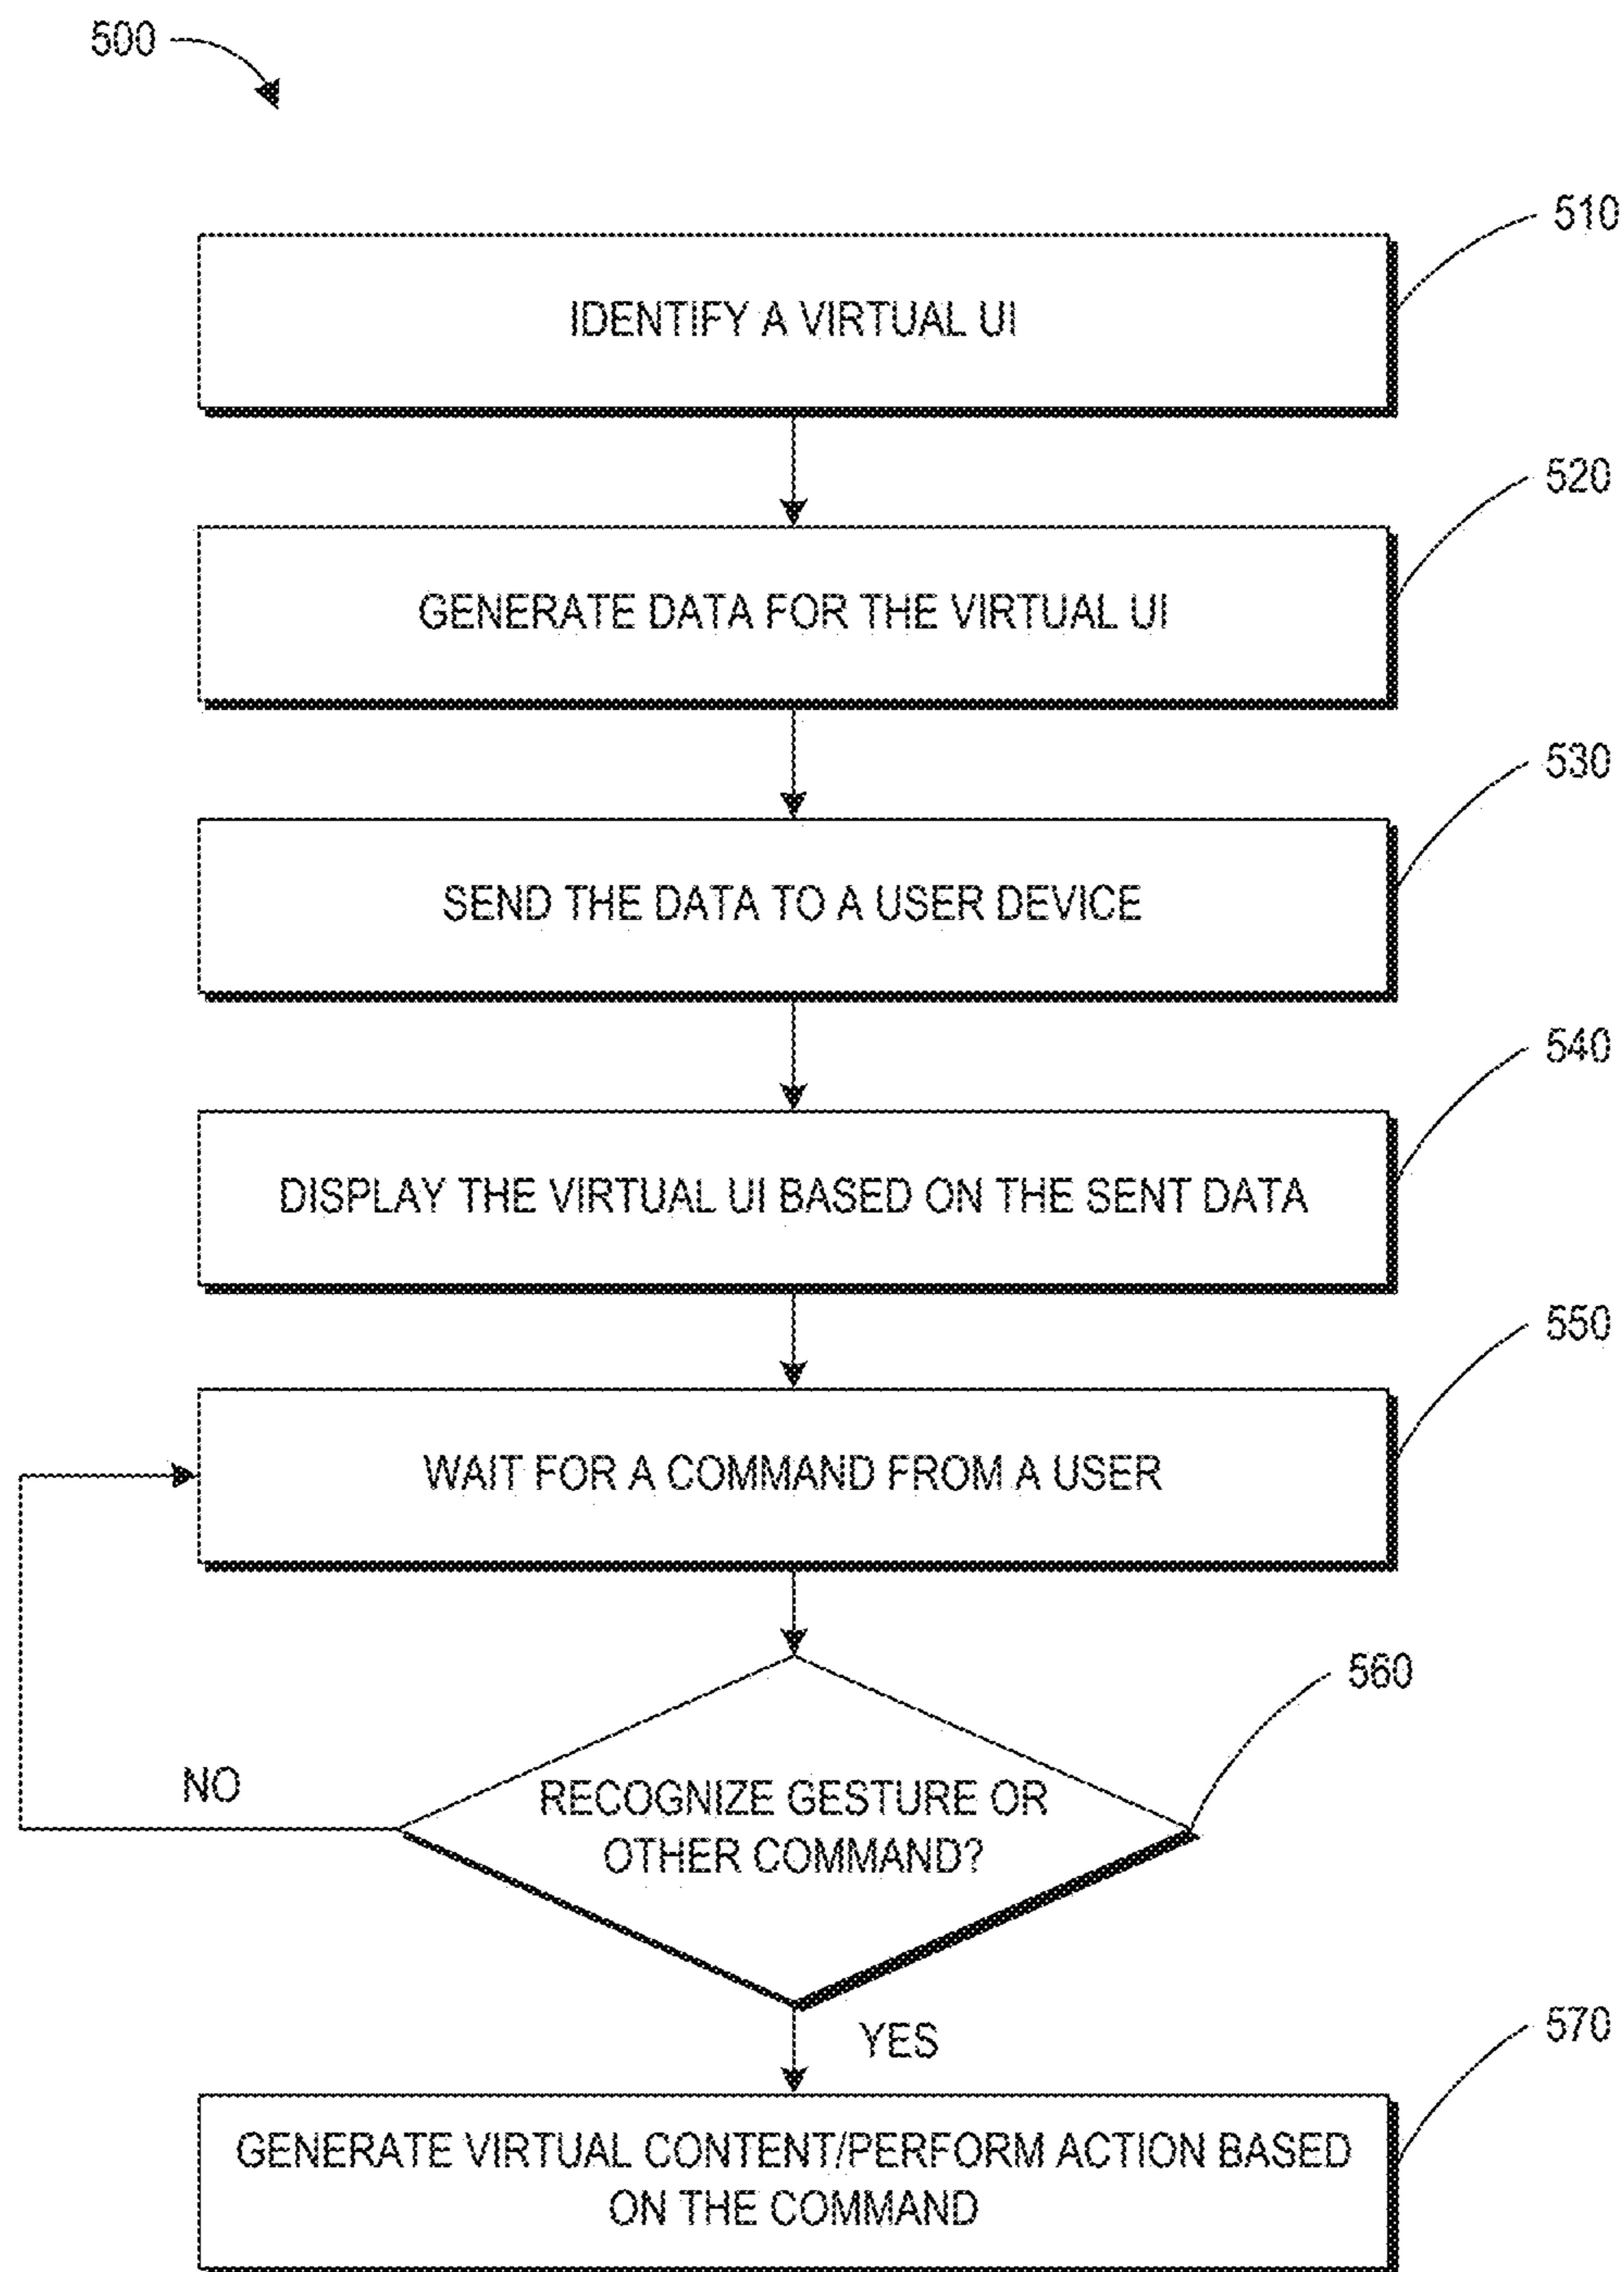 500
510
IDENTIFY A VIRTUAL UI
520
GENERATE DATA FOR THE VIRTUAL UI
530
SEND THE DATA TO A USER DEVICE
540
DISPLAY THE VIRTUAL UI BASED ON THE SENT DATA
550
WAIT FOR A COMMAND FROM A USER
560
NO
RECOGNIZE GESTURE OR
OTHER COMMAND?
YES
570
GENERATE VIRTUAL CONTENT/PERFORM ACTION BASED
ON THE COMMAND